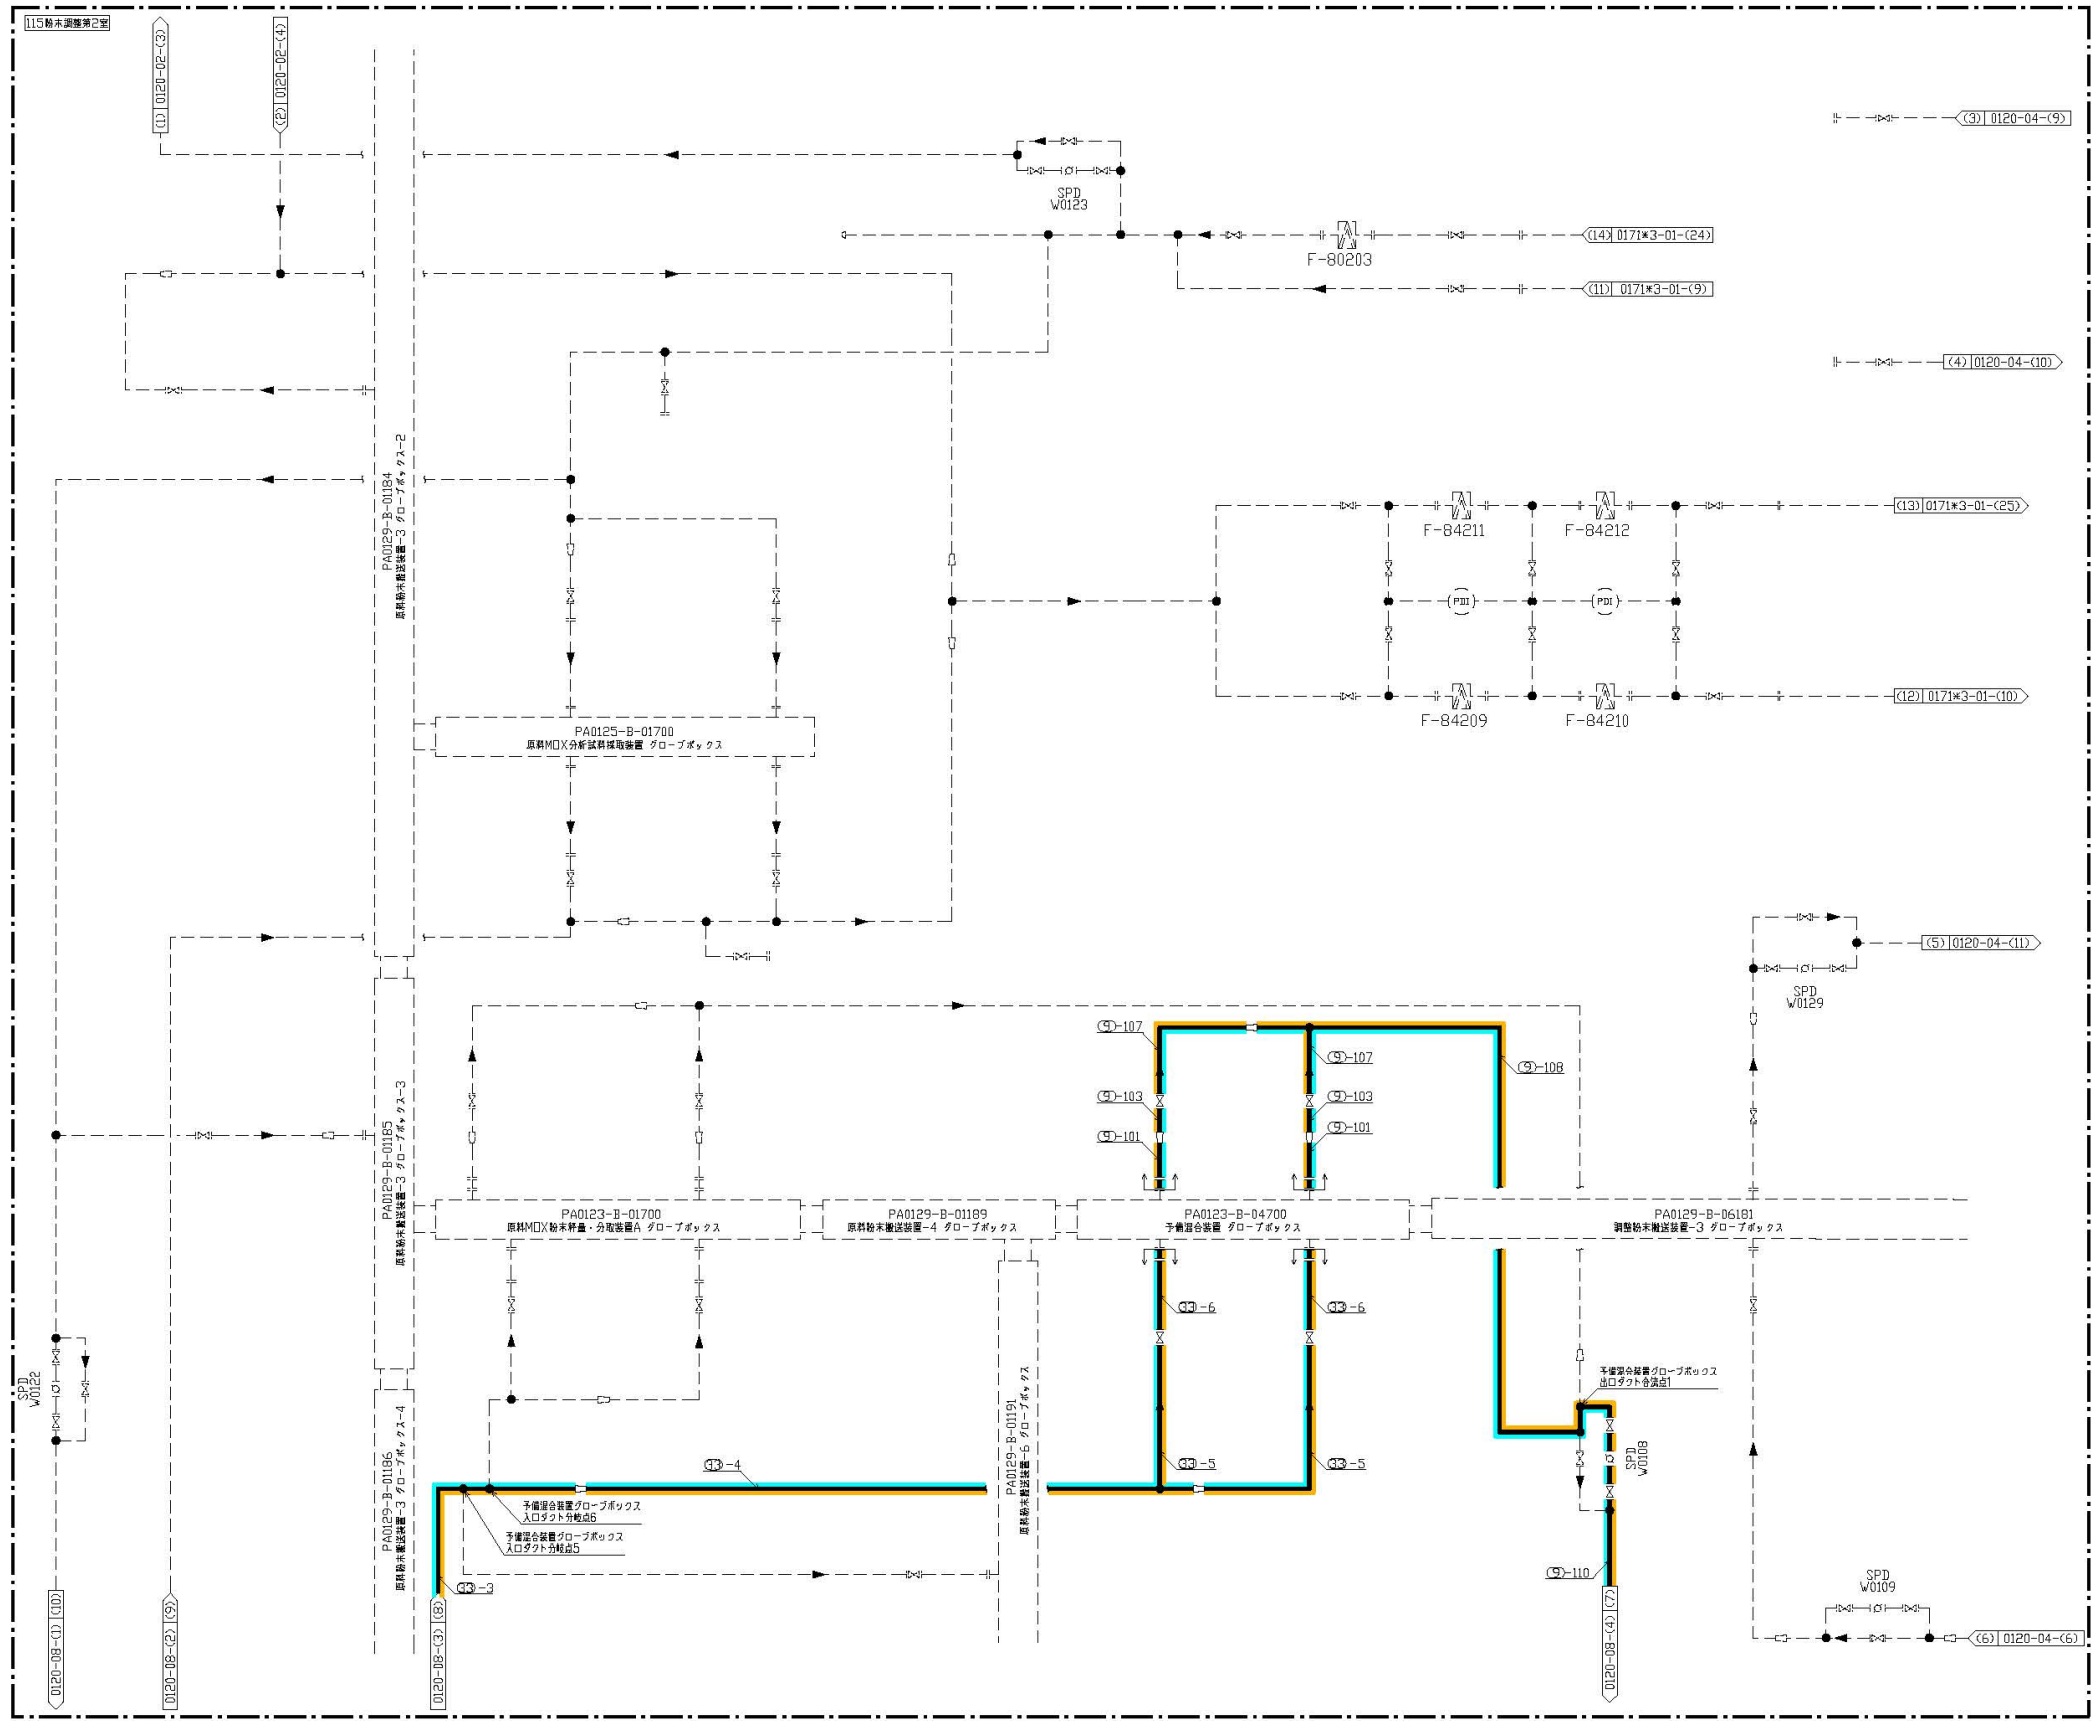 115粉末調整第2室
(1) 0120-02-(3)
(2) 0120-02-(4)
(3) 0120-04-(9)
SPD
W0123
(14) 0171*3-01-(24)
F-80203
(11) 0171*3-01-(9)
(4) 0120-04-(10)
PA0129-B-01184
原料粉末搬送装置-3 グローブボックス-2
(13) 0171*3-01-(25)
F-84211
F-84212
PDI
PDI
(12) 0171*3-01-(10)
F-84209
F-84210
PA0125-B-01700
原料MOX分析試料採取装置 グローブボックス
(5) 0120-04-(11)
SPD
W0129
(9)-107
(9)-107
(9)-108
(9)-103
(9)-103
(9)-101
(9)-101
PA0129-B-01185
原料粉末搬送装置-3 グローブボックス-3
PA0123-B-01700
原料MOX粉末秤量・分取装置A グローブボックス
PA0129-B-01189
原料粉末搬送装置-4 グローブボックス
PA0123-B-04700
予備混合装置 グローブボックス
PA0129-B-06181
調整粉末搬送装置-3 グローブボックス
(33)-6
(33)-6
SPD
W0122
予備混合装置グローブボックス
出口ダクト合流点1
PA0129-B-01191
原料粉末搬送装置-6 グローブボックス
SPD
W0108
PA0129-B-01186
原料粉末搬送装置-3 グローブボックス-4
(33)-4
(33)-5
(33)-5
予備混合装置グローブボックス
入口ダクト分岐点6
予備混合装置グローブボックス
入口ダクト分岐点5
(33)-3
(9)-110
SPD
W0109
0120-08-(1) (10)
0120-08-(2) (9)
0120-08-(3) (8)
0120-08-(4) (7)
(6) 0120-04-(6)